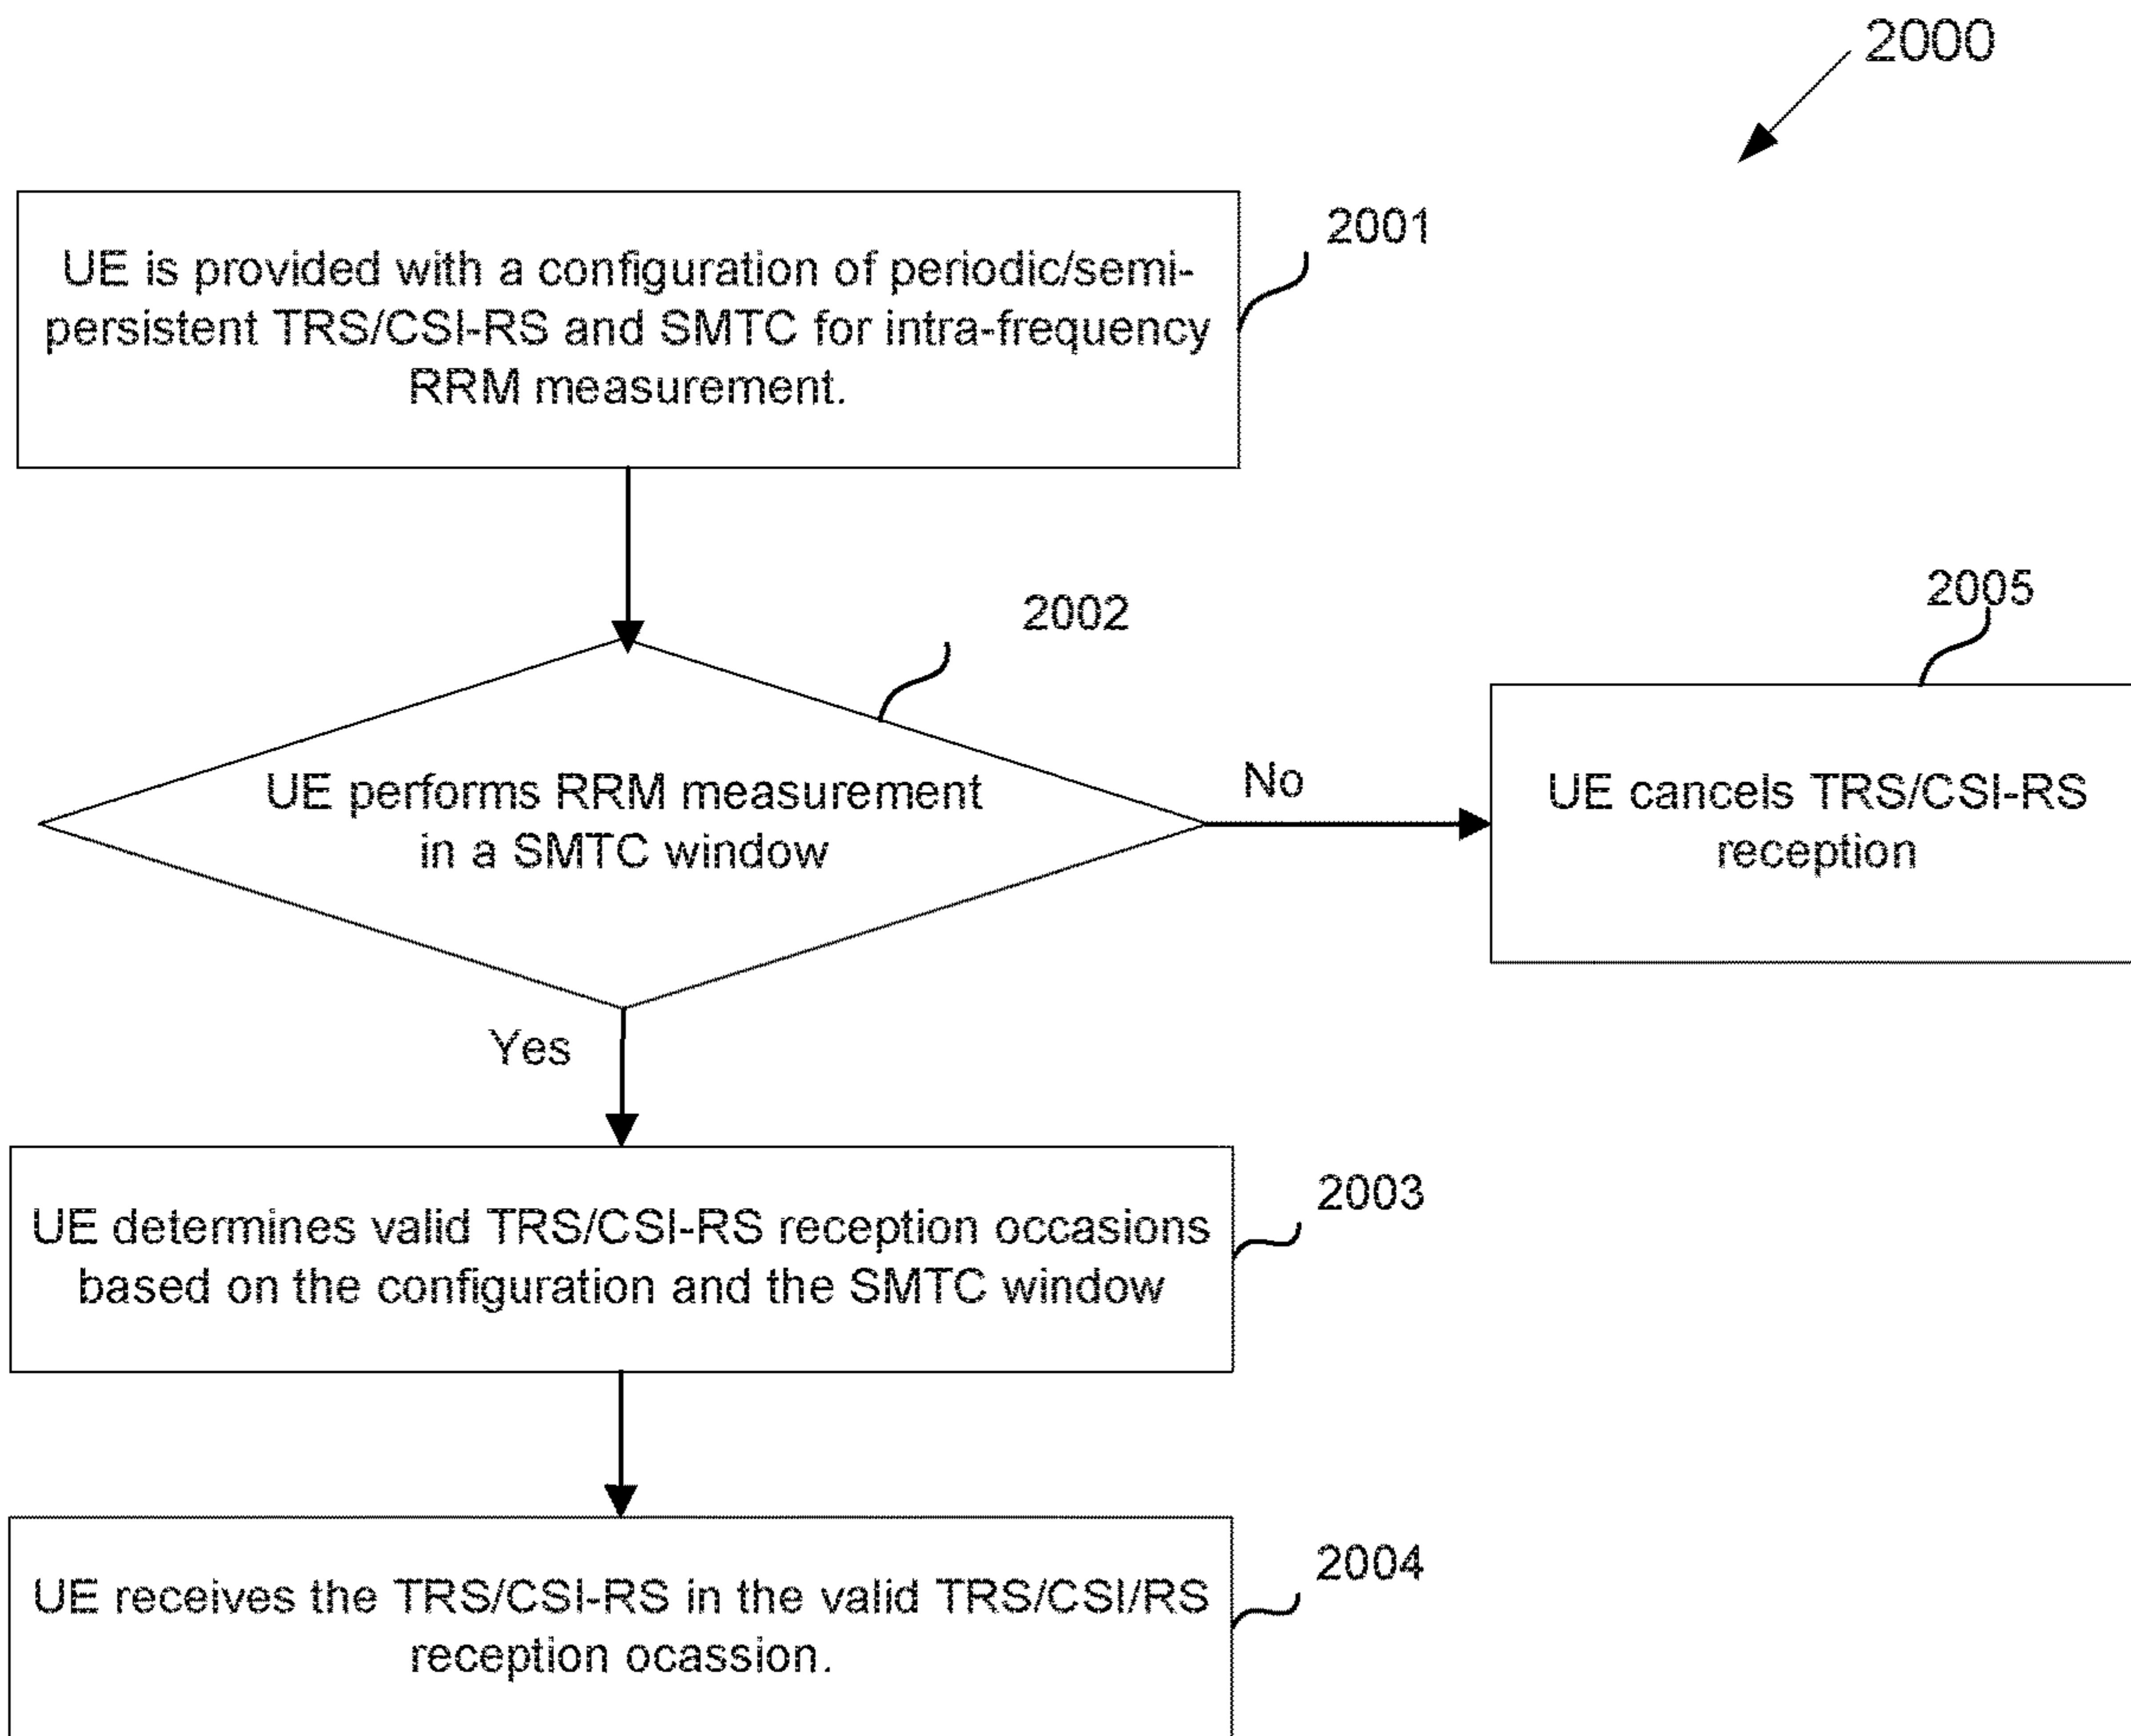 2000
2001
UE is provided with a configuration of periodic/semi-
persistent TRS/CSI-RS and SMTC for intra-frequency
RRM measurement.
2002
2005
UE performs RRM measurement
in a SMTC window
No
UE cancels TRS/CSI-RS
reception
Yes
2003
UE determines valid TRS/CSI-RS reception occasions
based on the configuration and the SMTC window
2004
UE receives the TRS/CSI-RS in the valid TRS/CSI/RS
reception ocassion.